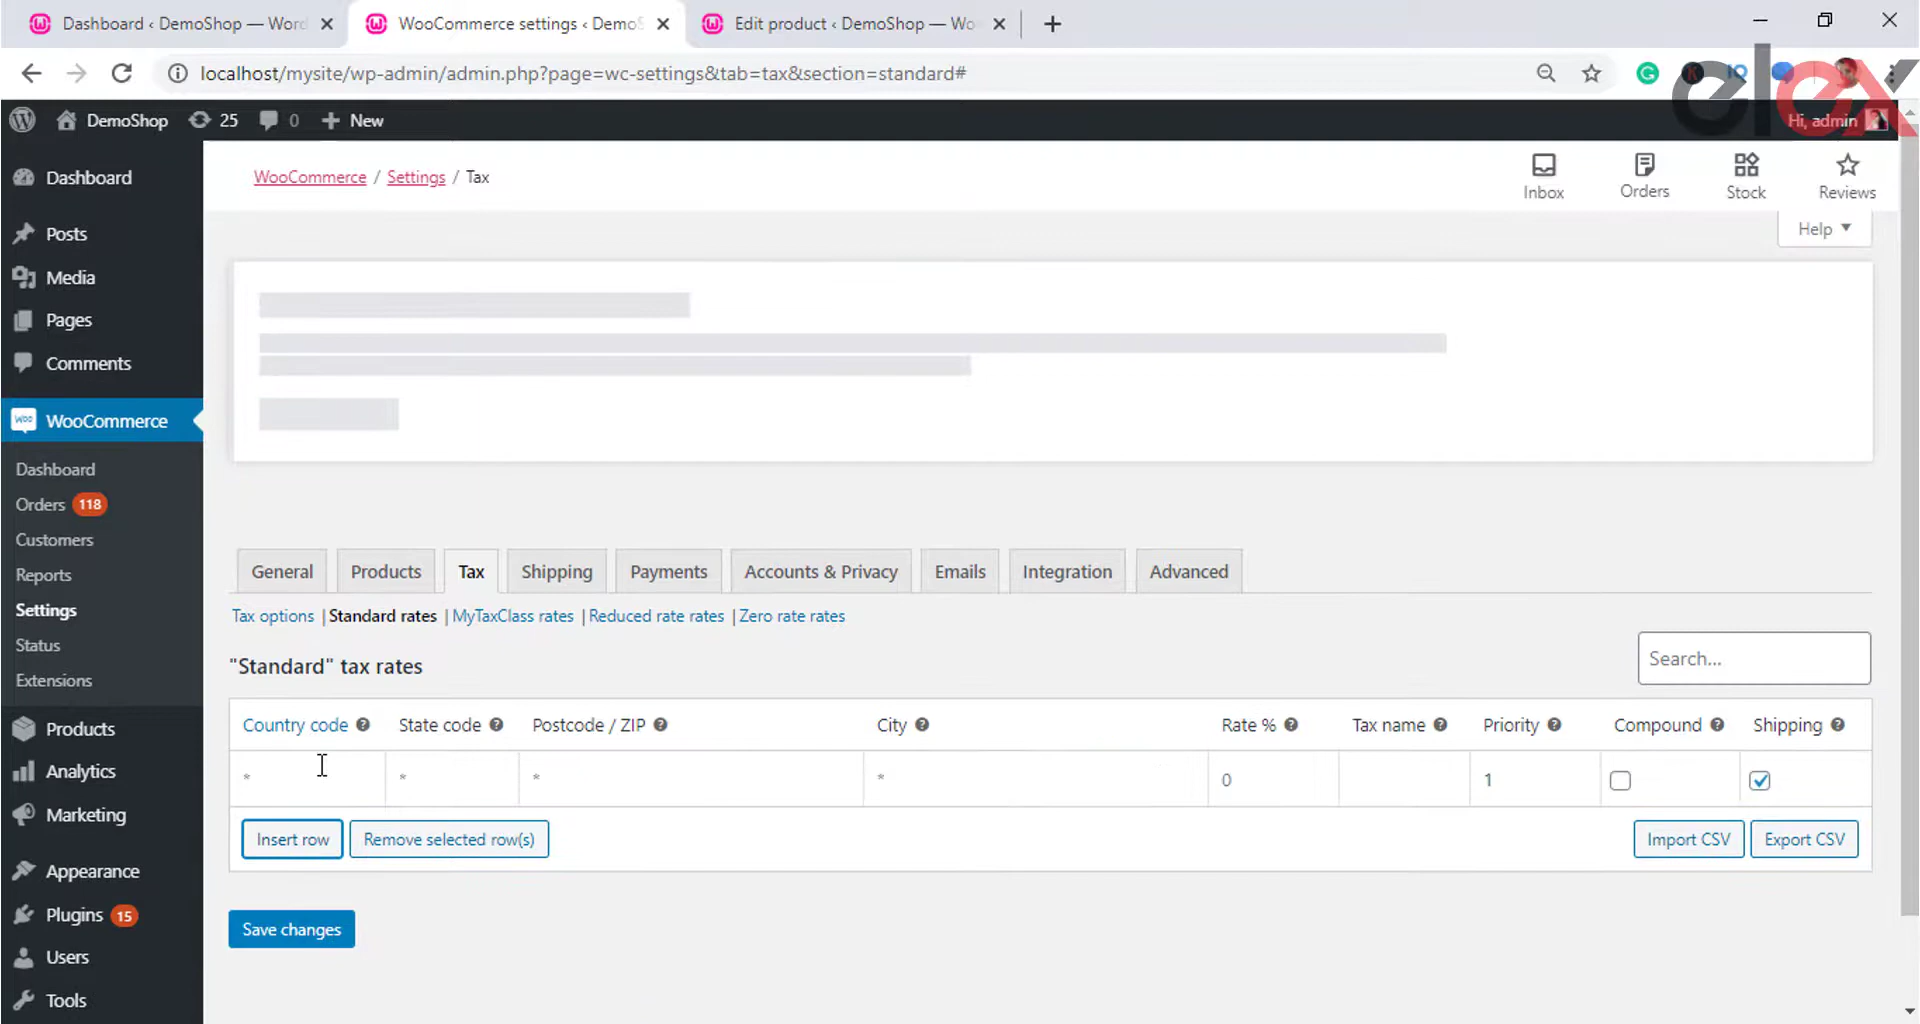 Dashboard ‹ DemoShop — Word
WooCommerce settings ‹ DemoS
Edit product ‹ DemoShop — Wo
localhost/mysite/wp-admin/admin.php?page=wc-settings&tab=tax&section=standard#
elex
DemoShop 25 0 + New Hi, admin
Dashboard
Posts
Media
Pages
Comments
WooCommerce
Dashboard
Orders 118
Customers
Reports
Settings
Status
Extensions
Products
Analytics
Marketing
Appearance
Plugins 15
Users
Tools
WooCommerce / Settings / Tax
Inbox Orders Stock Reviews
Help
General Products Tax Shipping Payments Accounts & Privacy Emails Integration Advanced
Tax options | Standard rates | MyTaxClass rates | Reduced rate rates | Zero rate rates
"Standard" tax rates
Search...
Country code State code Postcode / ZIP City Rate % Tax name Priority Compound Shipping
* * * * 0 1
Insert row Remove selected row(s) Import CSV Export CSV
Save changes